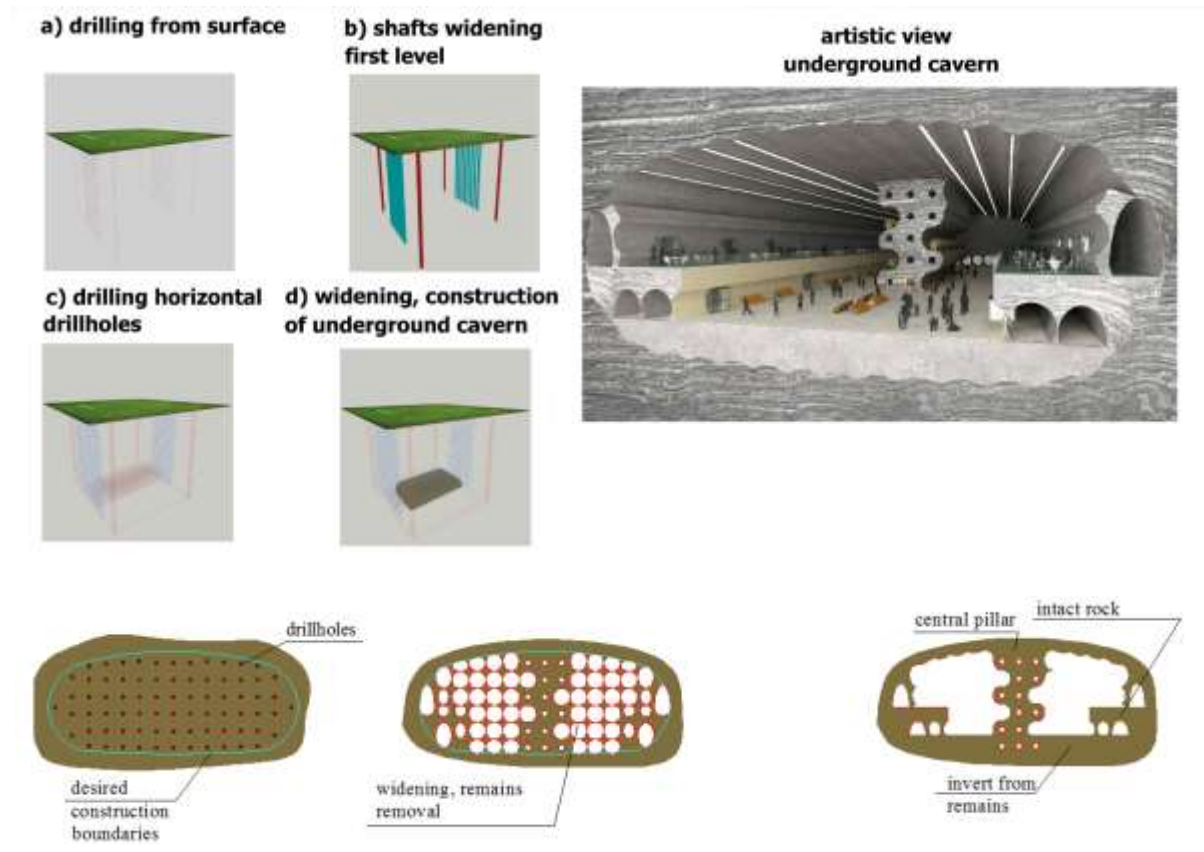 a) drilling from surface
b) shafts widening
first level
artistic view
underground cavern
c) drilling horizontal
drillholes
d) widening, construction
of underground cavern
drillholes
desired
construction
boundaries
widening, remains
removal
central pillar
intact rock
invert from
remains